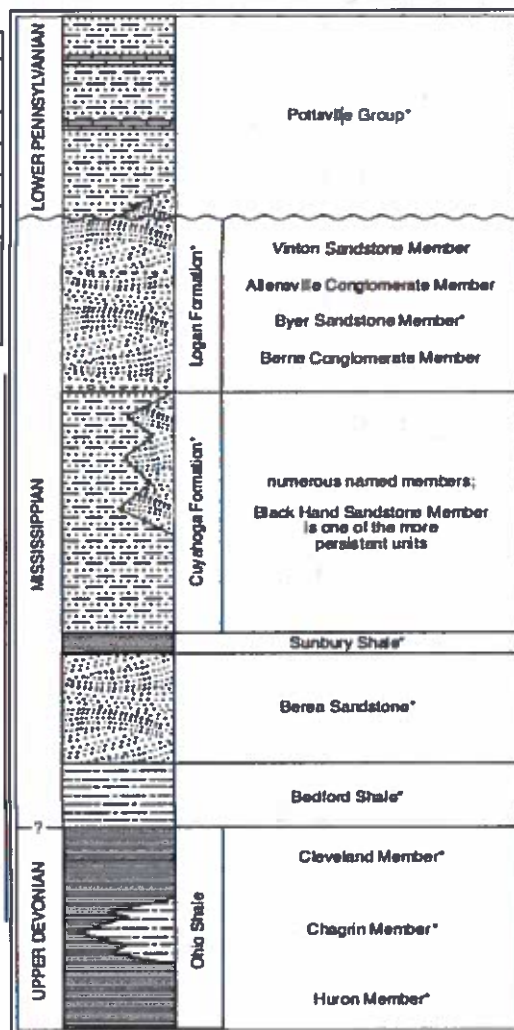 LOWER PENNSYLVANIAN
Pottsville Group*
MISSISSIPPIAN
Logan Formation*
Vinton Sandstone Member
Allensville Conglomerate Member
Byer Sandstone Member*
Berne Conglomerate Member
Cuyahoga Formation*
numerous named members;
Black Hand Sandstone Member
is one of the more
persistent units
Sunbury Shale*
Berea Sandstone*
Bedford Shale*
?
UPPER DEVONIAN
Ohio Shale
Cleveland Member*
Chagrin Member*
Huron Member*